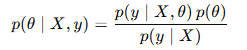 p(θ | X, y) = p(y | X, θ) p(θ) / p(y | X)